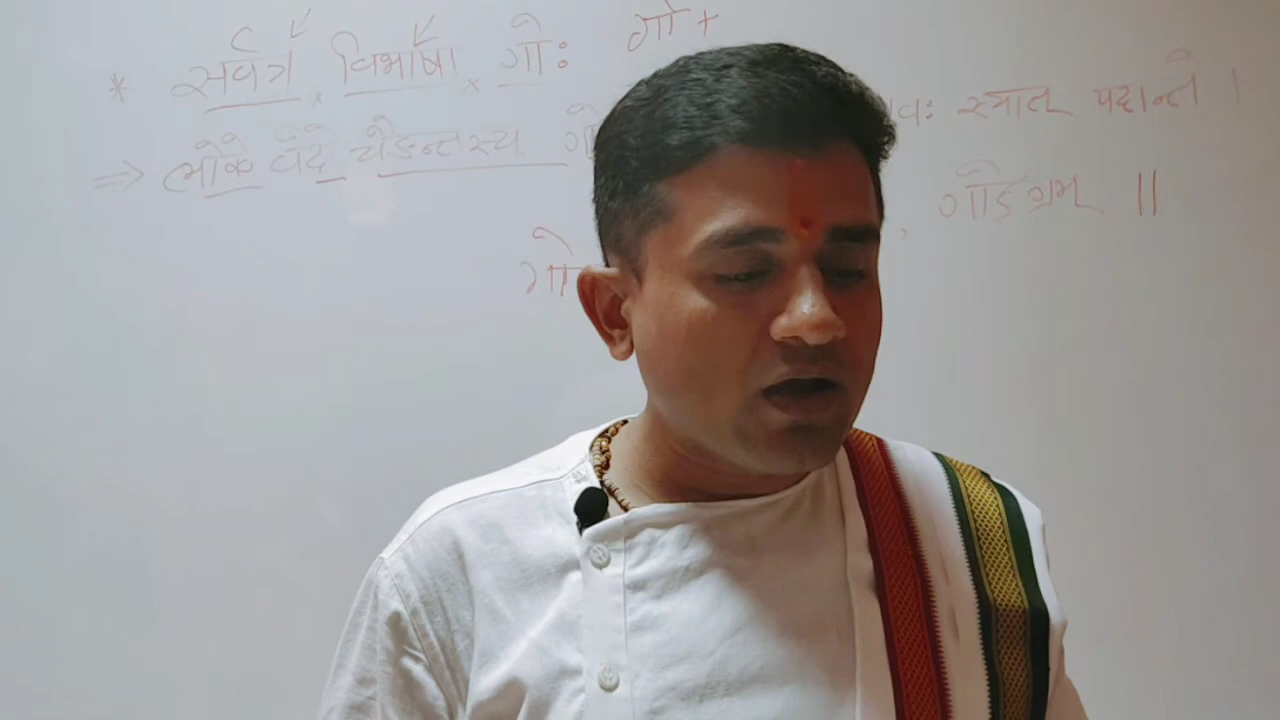 * सर्वत्र विभाषा गोः गो +
⇒ लोके वेदे चैङन्तस्य गो वः स्यात् पदान्ते ।
गो , गोऽग्रम् ॥